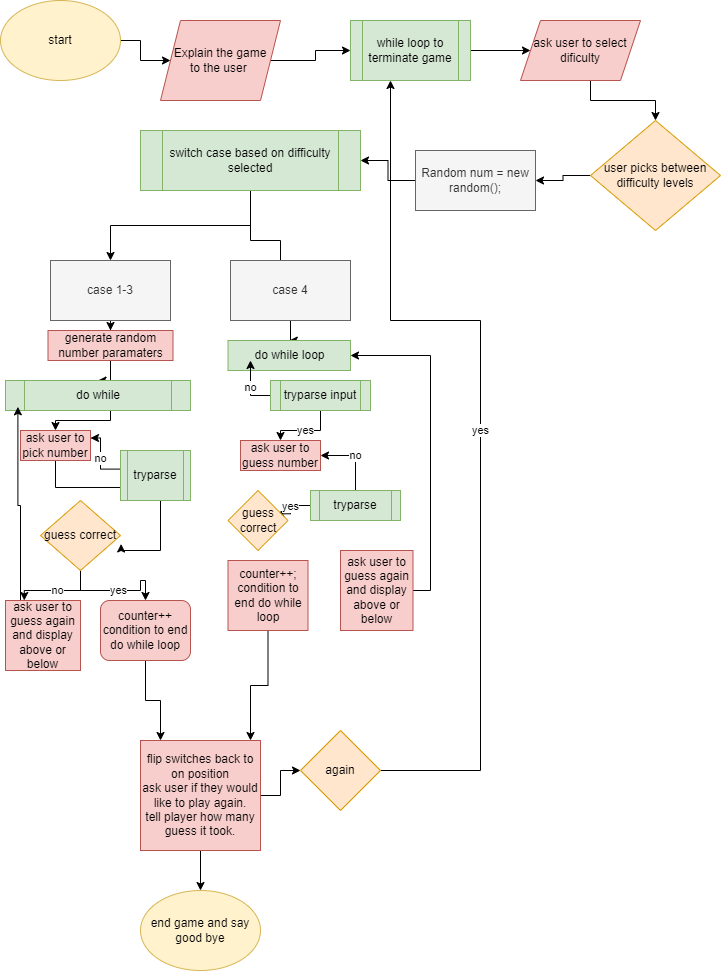 start
Explain the game
to the user
while loop to
terminate game
ask user to select
dificulty
user picks between
difficulty levels
Random num = new
random();
switch case based on difficulty
selected
case 1-3
case 4
generate random
number paramaters
do while loop
do while
no
tryparse input
yes
ask user to
pick number
no
tryparse
ask user to
guess number
no
tryparse
yes
guess
correct
guess correct
no
yes
ask user to
guess again
and display
above or
below
counter++
condition to end
do while loop
counter++;
condition to
end do while
loop
ask user to
guess again
and display
above or
below
yes
flip switches back to
on position
ask user if they would
like to play again.
tell player how many
guess it took.
again
end game and say
good bye